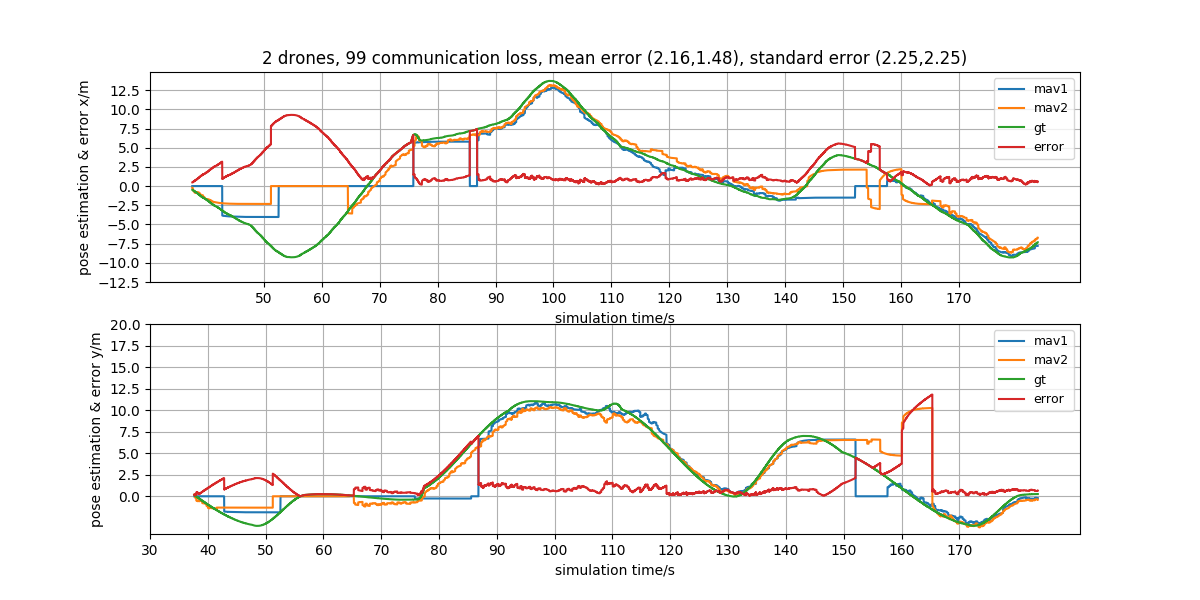 2 drones, 99 communication loss, mean error (2.16,1.48), standard error (2.25,2.25)
pose estimation & error x/m
12.5
10.0
7.5
5.0
2.5
0.0
−2.5
−5.0
−7.5
−10.0
−12.5
mav1
mav2
gt
error
50 60 70 80 90 100 110 120 130 140 150 160 170
simulation time/s
pose estimation & error y/m
20.0
17.5
15.0
12.5
10.0
7.5
5.0
2.5
0.0
mav1
mav2
gt
error
30 40 50 60 70 80 90 100 110 120 130 140 150 160 170
simulation time/s